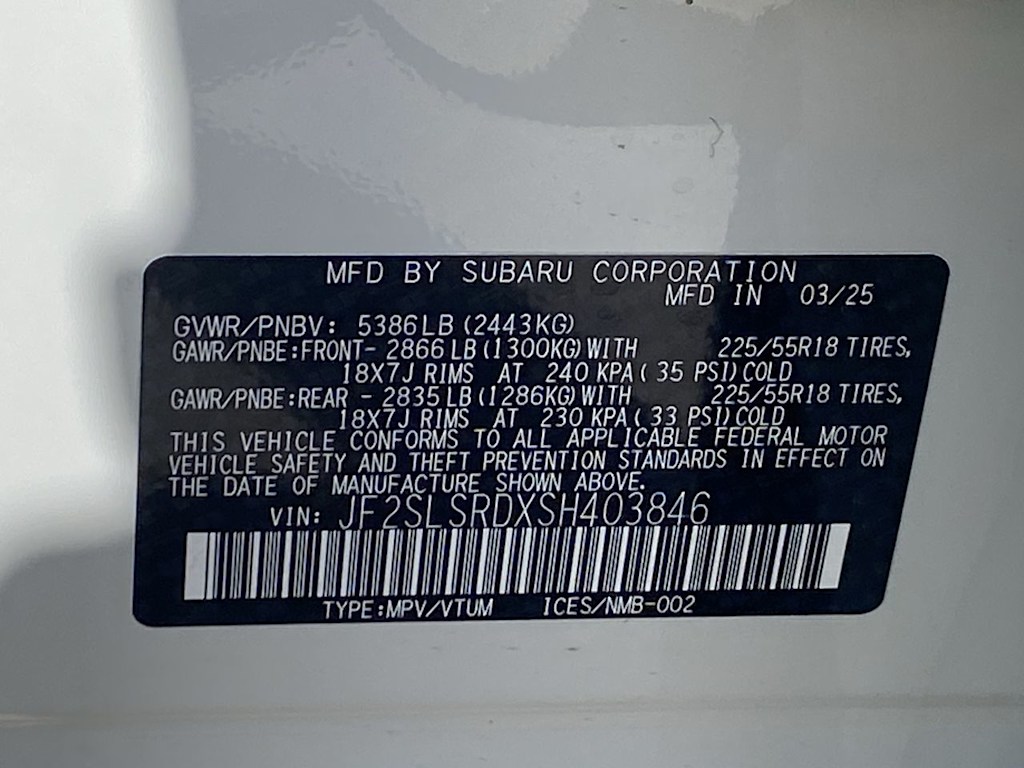 MFD BY SUBARU CORPORATION
MFD IN 03/25
GVWR/PNBV: 5386LB(2443KG)
GAWR/PNBE:FRONT- 2866LB(1300KG)WITH 225/55R18 TIRES,
18X7J RIMS AT 240 KPA( 35 PSI)COLD
GAWR/PNBE:REAR - 2835LB(1286KG)WITH 225/55R18 TIRES,
18X7J RIMS AT 230 KPA( 33 PSI)COLD
THIS VEHICLE CONFORMS TO ALL APPLICABLE FEDERAL MOTOR
VEHICLE SAFETY AND THEFT PREVENTION STANDARDS IN EFFECT ON
THE DATE OF MANUFACTURE SHOWN ABOVE.
VIN: JF2SLSRDXSH403846
TYPE:MPV/VTUM ICES/NMB-002